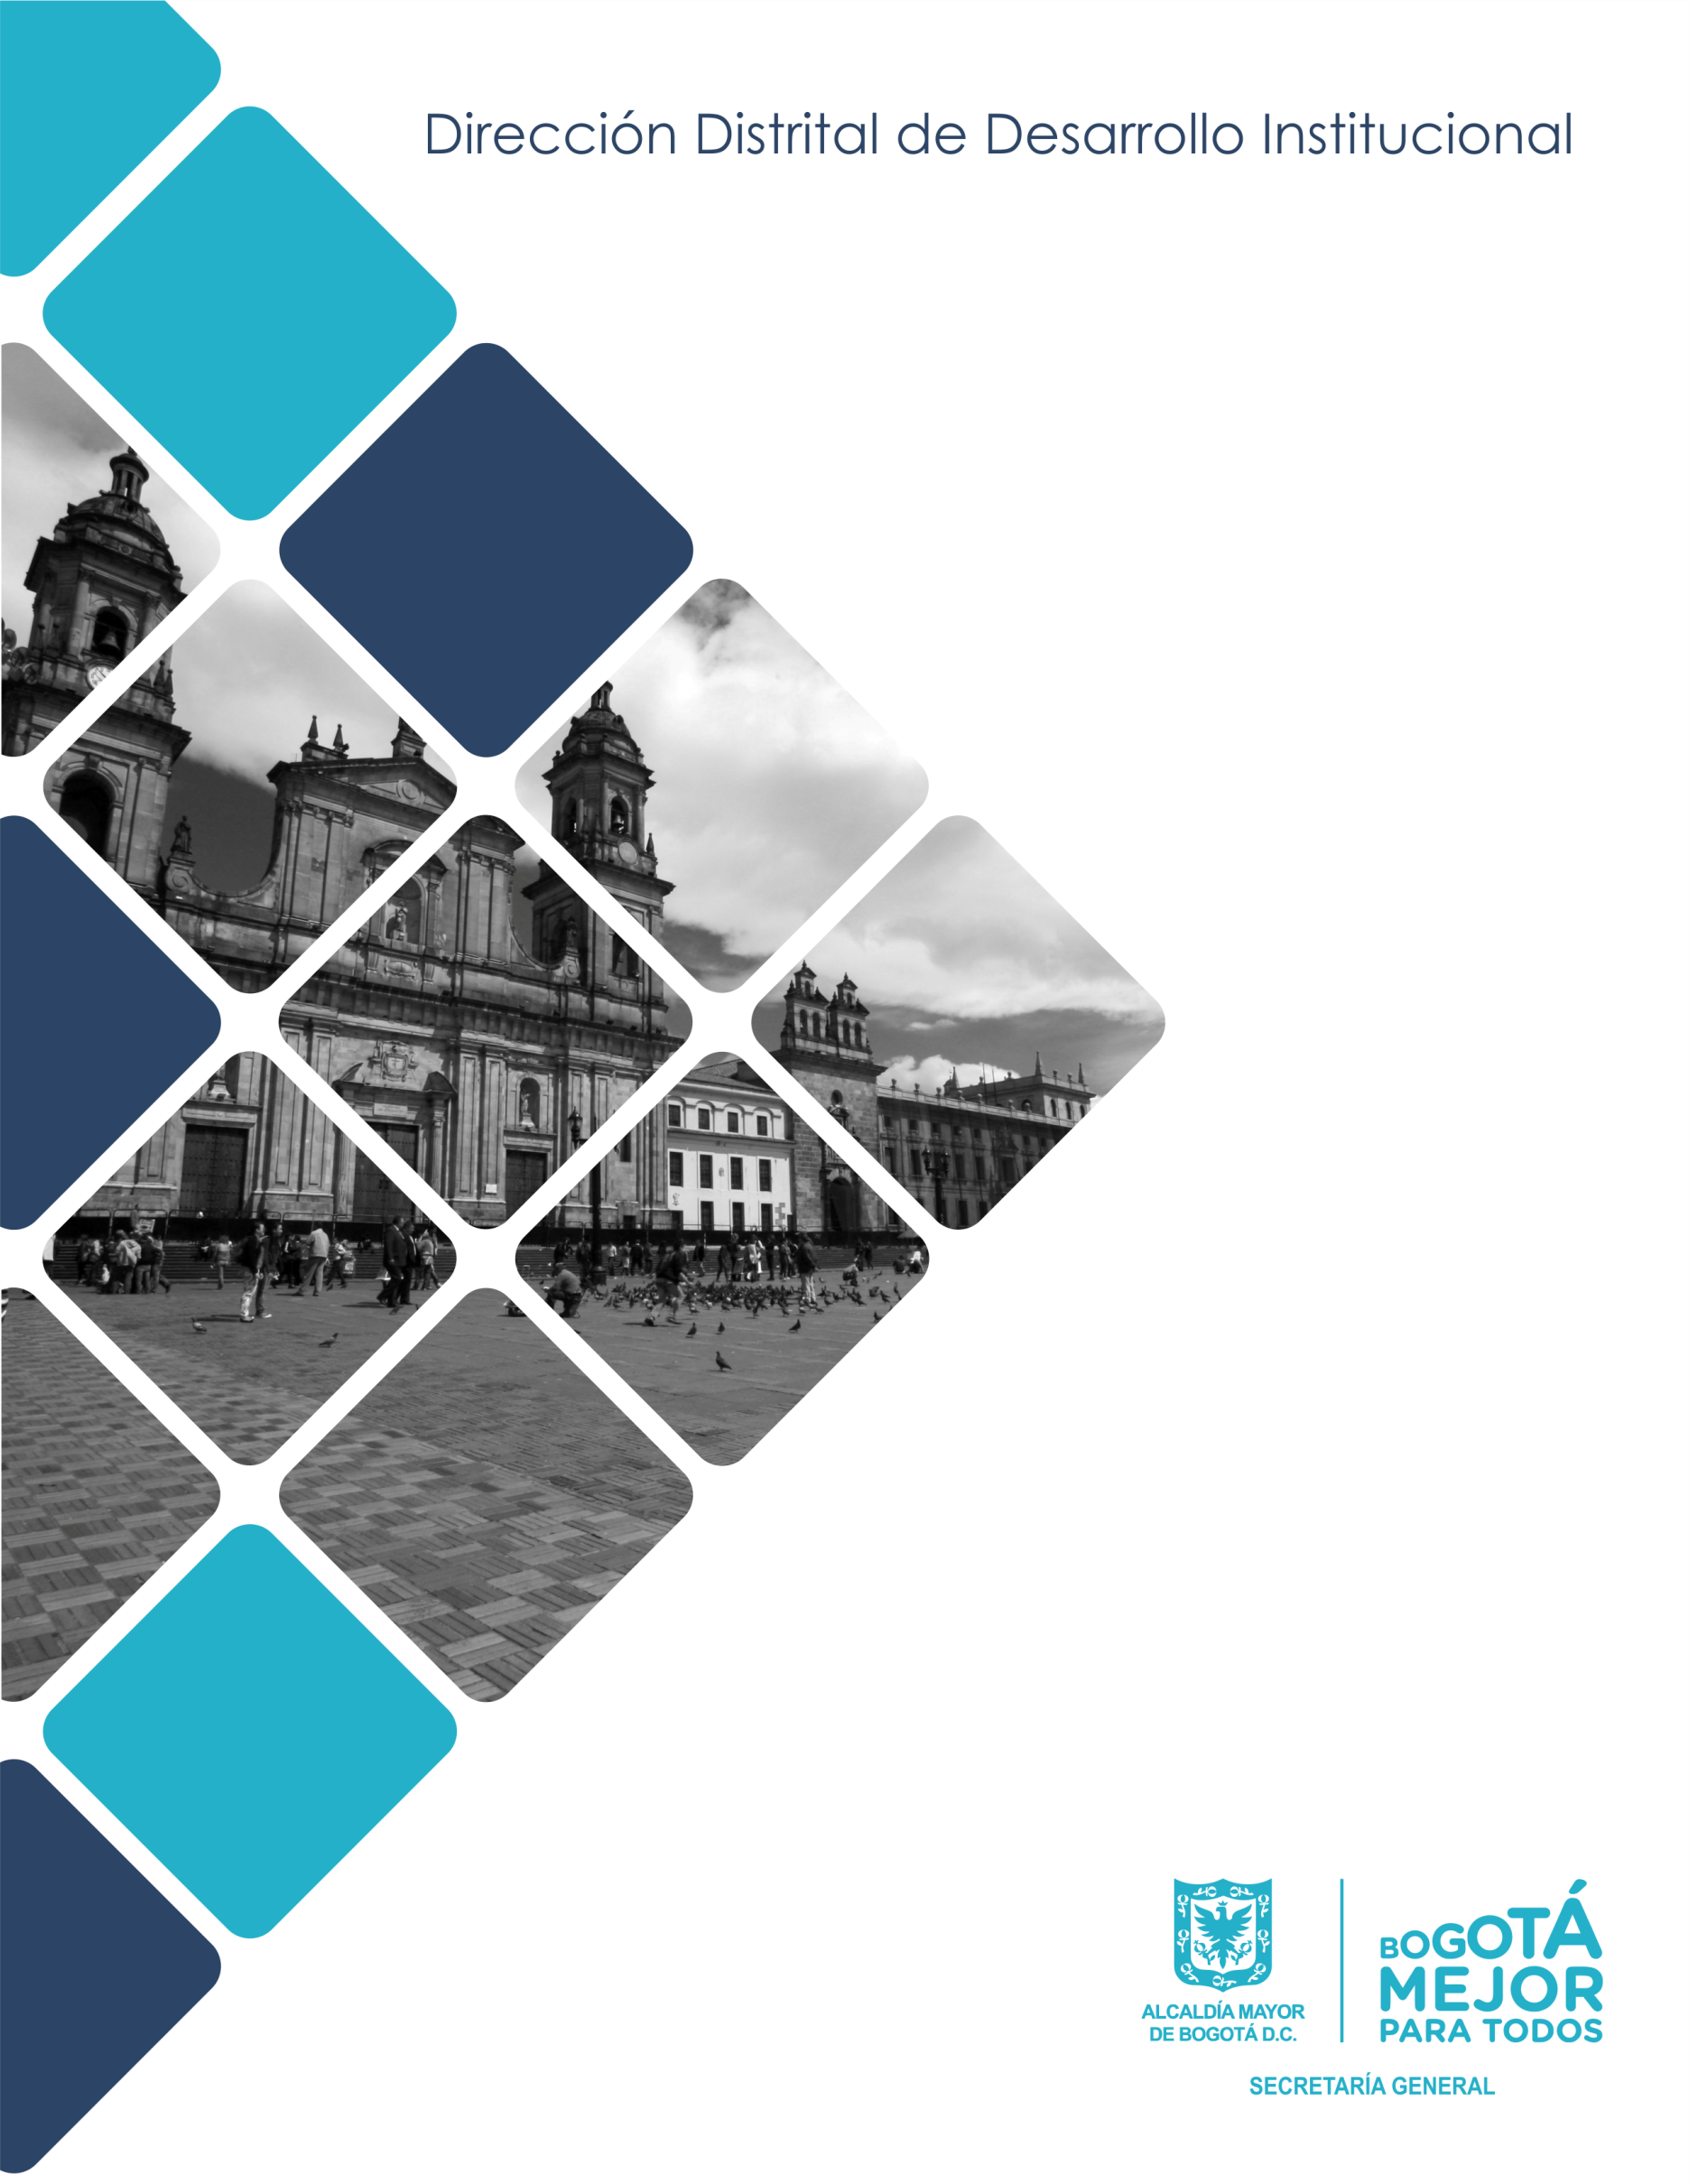 Dirección Distrital de Desarrollo Institucional
ALCALDÍA MAYOR
DE BOGOTÁ D.C.
BOGOTÁ
MEJOR
PARA TODOS
SECRETARÍA GENERAL